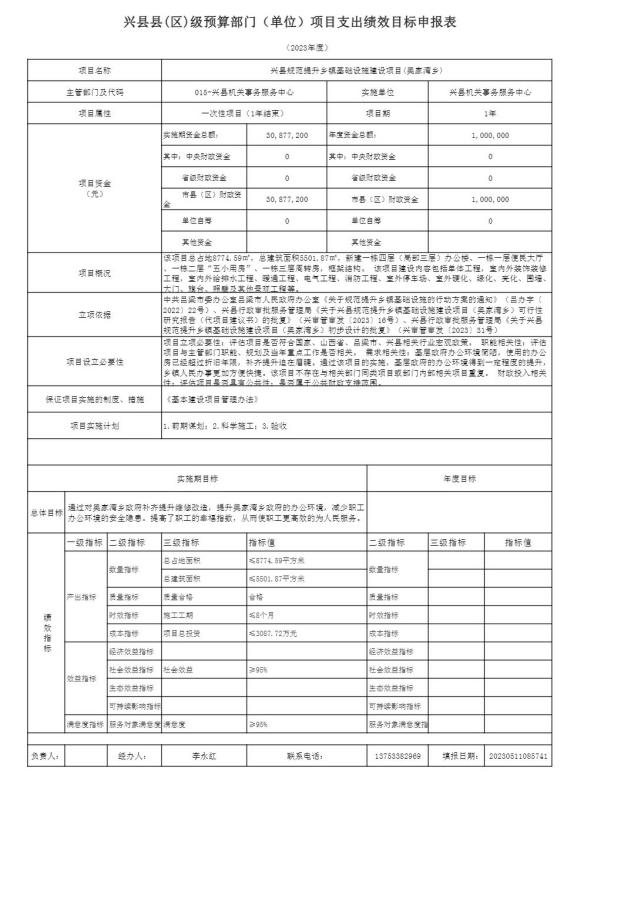 兴县县(区)级预算部门（单位）项目支出绩效目标申报表
（2023年度）
项目名称 兴县规范提升乡镇基础设施建设项目(奥家湾乡)
主管部门及代码 015-兴县机关事务服务中心 实施单位 兴县机关事务服务中心
项目属性 一次性项目（1年结束） 项目期 1年
项目资金（元）
实施期资金总额： 30,877,200 年度资金总额： 1,000,000
其中：中央财政资金 0 其中：中央财政资金 0
省级财政资金 0 省级财政资金 0
市县（区）财政资金 30,877,200 市县（区）财政资金 1,000,000
单位自筹 0 单位自筹 0
其他资金 其他资金
项目概况
该项目总占地8774.59㎡，总建筑面积5501.87㎡，新建一栋四层（局部三层）办公楼、一栋一层便民大厅
、一栋二层“五小用房”、一栋三层周转房，框架结构。 该项目建设内容包括单体工程，室内外装饰装修
工程、室内外给排水工程、暖通工程、电气工程、消防工程、室外停车场、室外硬化、绿化、亮化、围墙、
大门、旗台、照壁及其他景观工程等。
立项依据
中共吕梁市委办公室吕梁市人民政府办公室《关于规范提升乡镇基础设施的行动方案的通知》（吕办字〔
2022〕22号）、兴县行政审批服务管理局《关于兴县规范提升乡镇基础设施建设项目（奥家湾乡）可行性
研究报告（代项目建议书）的批复》（兴审管审发〔2023〕16号）、兴县行政审批服务管理局《关于兴县
规范提升乡镇基础设施建设项目（奥家湾乡）初步设计的批复》（兴审管审发〔2023〕31号）
项目设立必要性
项目立项必要性：评估项目是否符合国家、山西省、吕梁市、兴县相关行业宏观政策， 职能相关性：评估
项目与主管部门职能、规划及当年重点工作是否相关， 需求相关性：基层政府办公环境简陋，使用的办公
房已经超过折旧年限，补齐提升迫在眉睫。通过该项目的实施，基层政府的办公环境得到一定程度的提升，
乡镇人民办事更加方便快捷。该项目不存在与相关部门同类项目或部门内部相关项目重复。 财政投入相关
性：评估项目是否具有公共性，是否属于公共财政支持范围。
保证项目实施的制度、措施 《基本建设项目管理办法》
项目实施计划 1.前期谋划；2.科学施工；3.验收
实施期目标 年度目标
总体目标
通过对奥家湾乡政府补齐提升维修改造，提升奥家湾乡政府的办公环境，减少职工
办公环境的安全隐患。提高了职工的幸福指数，从而使职工更高效的为人民服务。
绩效指标
一级指标 二级指标 三级指标 指标值 二级指标 三级指标 指标值
产出指标 数量指标 总占地面积 ≤8774.59平方米 数量指标
总建筑面积 ≤5501.87平方米
质量指标 质量合格 合格 质量指标
时效指标 施工工期 ≤8个月 时效指标
成本指标 项目总投资 ≤3087.72万元 成本指标
效益指标 经济效益指标 经济效益指标
社会效益指标 社会效益 ≥95% 社会效益指标
生态效益指标 生态效益指标
可持续影响指标 可持续影响指标
满意度指标 服务对象满意度 满意度 ≥95% 服务对象满意度指
负责人： 经办人： 李永红 联系电话： 13753382969 填报日期： 20230511085741